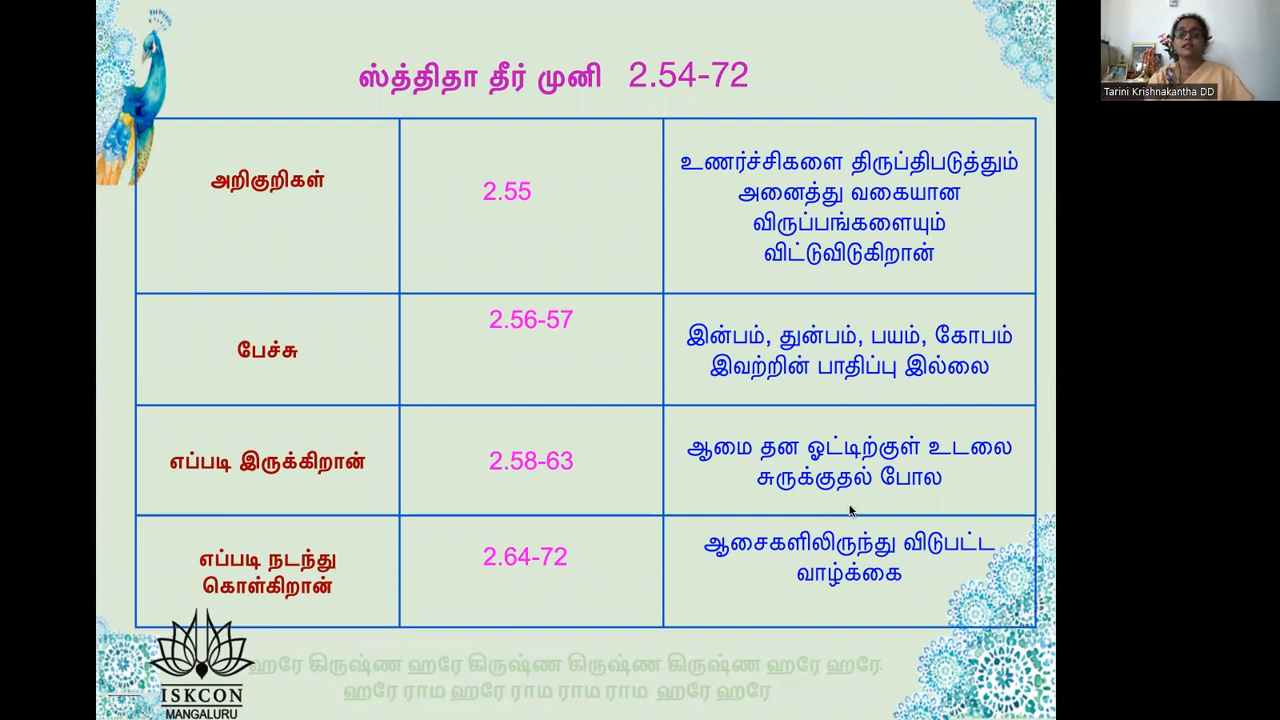 ஸ்த்திதா தீர் முனி 2.54-72
Tarini Krishnakantha DD
அறிகுறிகள்
2.55
உணர்ச்சிகளை திருப்திபடுத்தும்
அனைத்து வகையான
விருப்பங்களையும்
விட்டுவிடுகிறான்
பேச்சு
2.56-57
இன்பம், துன்பம், பயம், கோபம்
இவற்றின் பாதிப்பு இல்லை
எப்படி இருக்கிறான்
2.58-63
ஆமை தன ஓட்டிற்குள் உடலை
சுருக்குதல் போல
எப்படி நடந்து
கொள்கிறான்
2.64-72
ஆசைகளிலிருந்து விடுபட்ட
வாழ்க்கை
ஹரே கிருஷ்ண ஹரே கிருஷ்ண கிருஷ்ண கிருஷ்ண ஹரே ஹரே.
ஹரே ராம ஹரே ராம ராம ராம ஹரே ஹரே
ISKCON
MANGALURU